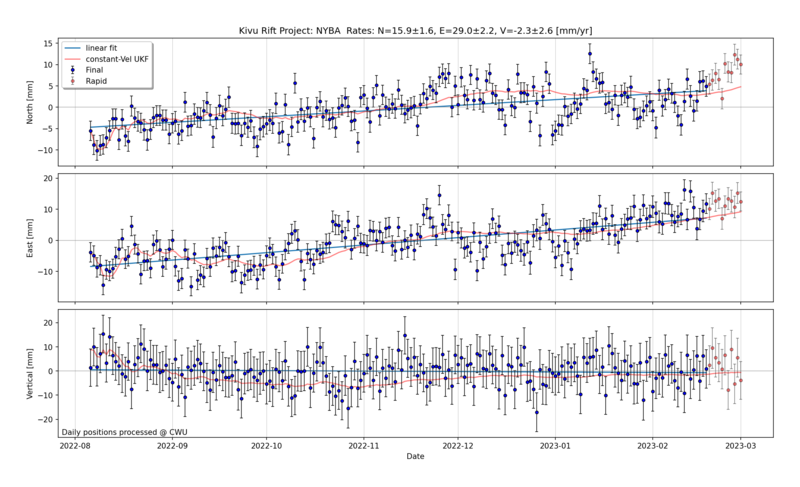 Kivu Rift Project: NYBA  Rates: N=15.9±1.6, E=29.0±2.2, V=-2.3±2.6 [mm/yr]
linear fit
constant-Vel UKF
Final
Rapid
North [mm]
15
10
5
0
−5
−10
East [mm]
20
10
0
−10
Vertical [mm]
20
10
0
−10
−20
Daily positions processed @ CWU
2022-08
2022-09
2022-10
2022-11
2022-12
2023-01
2023-02
2023-03
Date